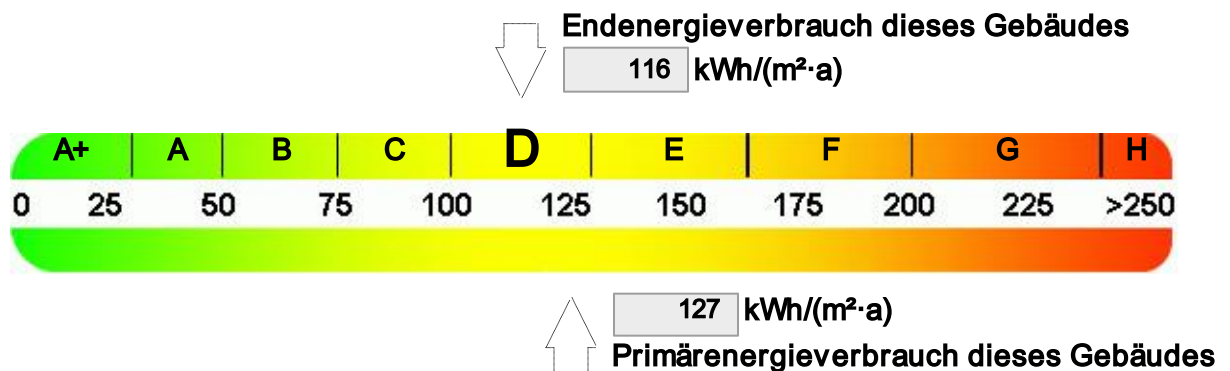 Endenergieverbrauch dieses Gebäudes
116 kWh/(m²·a)
A+ A B C D E F G H
0 25 50 75 100 125 150 175 200 225 >250
127 kWh/(m²·a)
Primärenergieverbrauch dieses Gebäudes